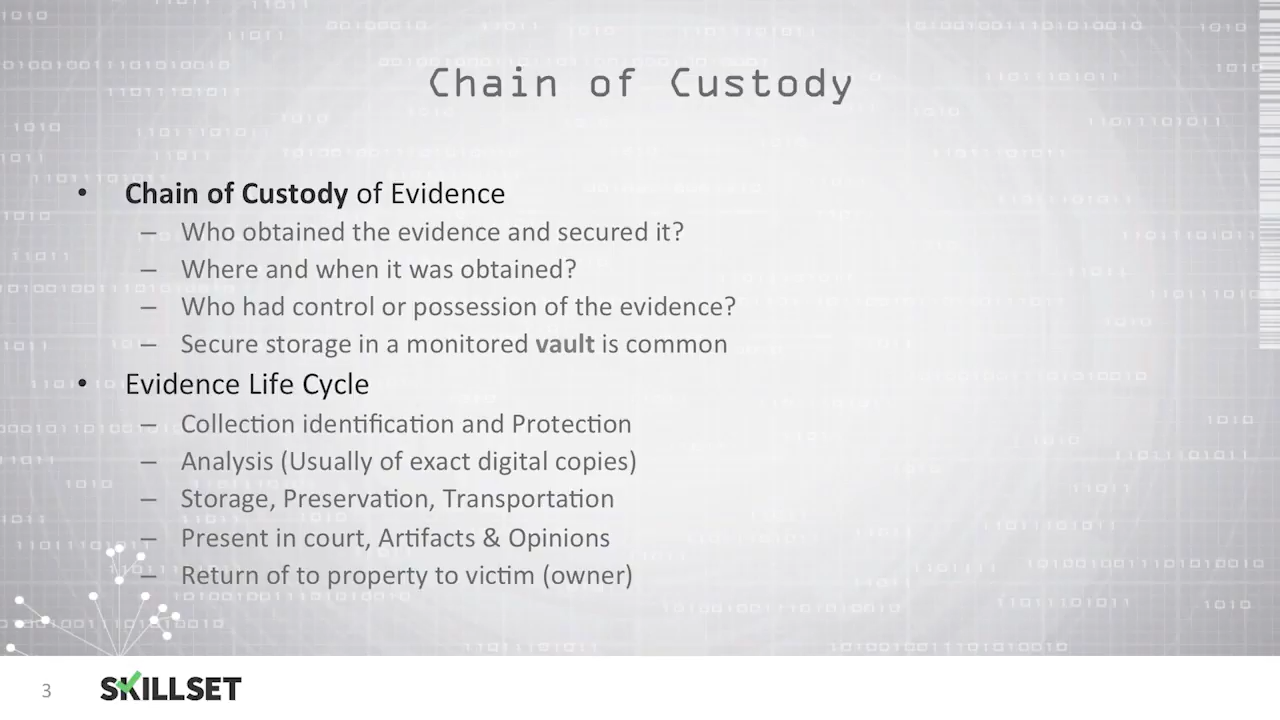 Chain of Custody
• Chain of Custody of Evidence
– Who obtained the evidence and secured it?
– Where and when it was obtained?
– Who had control or possession of the evidence?
– Secure storage in a monitored vault is common
• Evidence Life Cycle
– Collection identification and Protection
– Analysis (Usually of exact digital copies)
– Storage, Preservation, Transportation
– Present in court, Artifacts & Opinions
– Return of to property to victim (owner)
3
SKILLSET